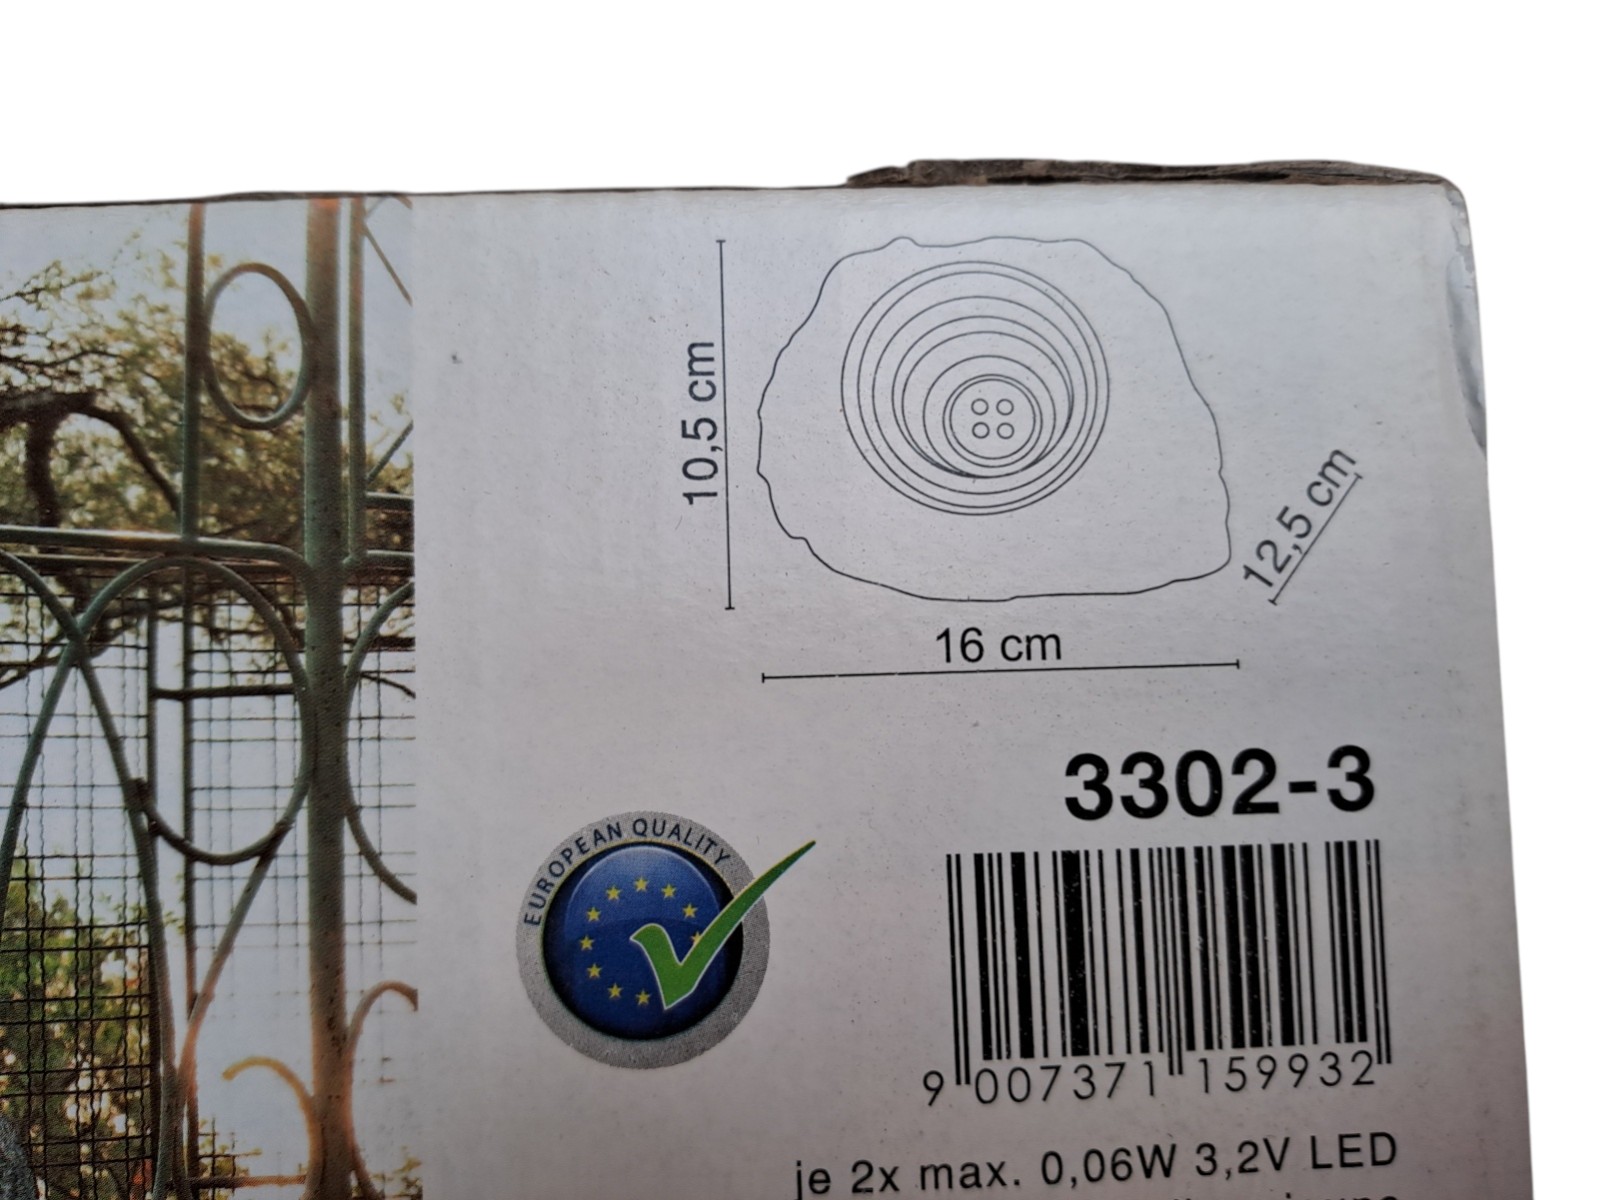 10,5 cm
12,5 cm
16 cm
3302-3
EUROPEAN QUALITY
9 007371 159932
je 2x max. 0,06W 3,2V LED